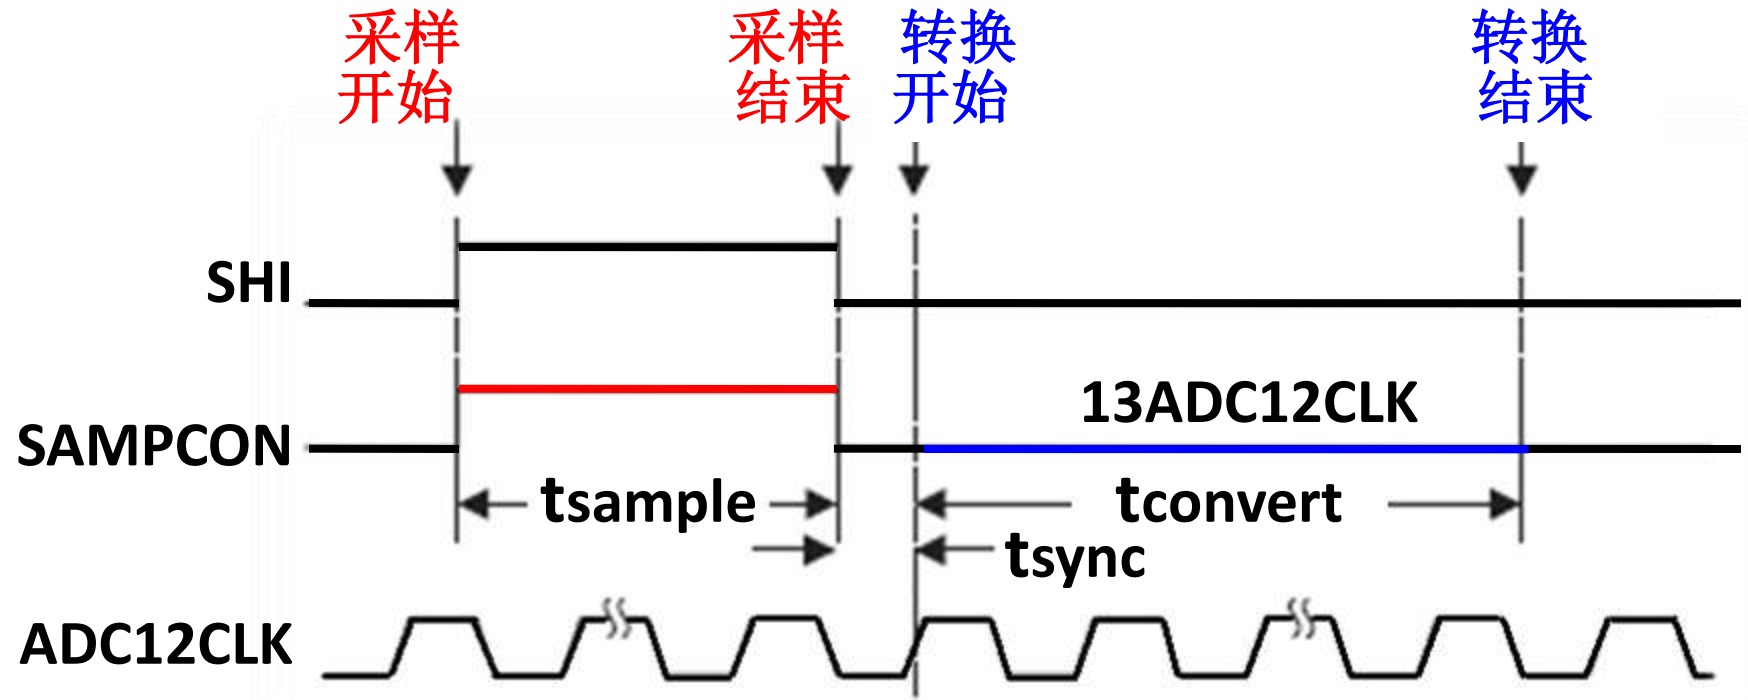 采样
开始
采样
结束
转换
开始
转换
结束
SHI
13ADC12CLK
SAMPCON
tsample
tconvert
tsync
ADC12CLK